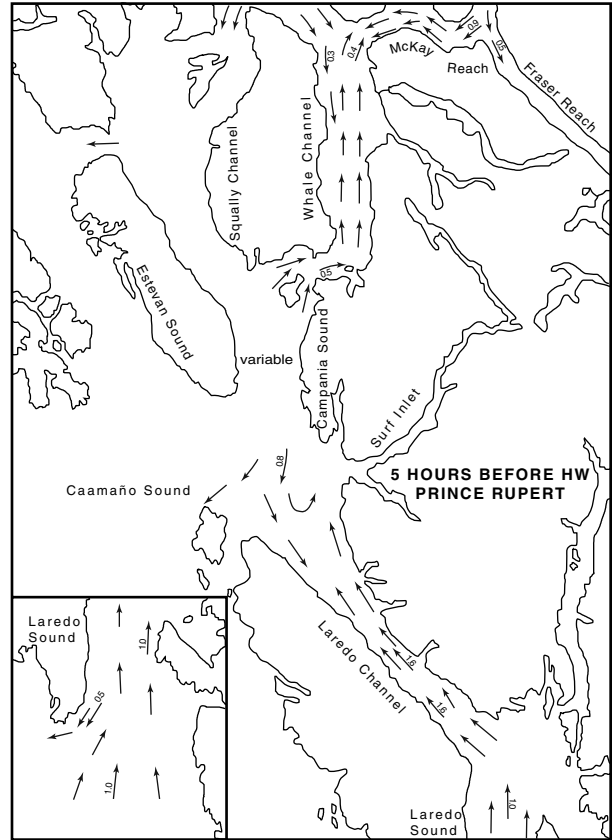 0.9
0.3
0.4
McKay
0.5
Reach
Fraser Reach
Squally Channel
Whale Channel
0.5
Estevan Sound
variable
Campania Sound
Surf Inlet
0.8
5 HOURS BEFORE HW
PRINCE RUPERT
Caamaño Sound
Laredo Channel
1.6
1.6
Laredo
Sound
1.0
0.5
1.0
Laredo
Sound
1.0